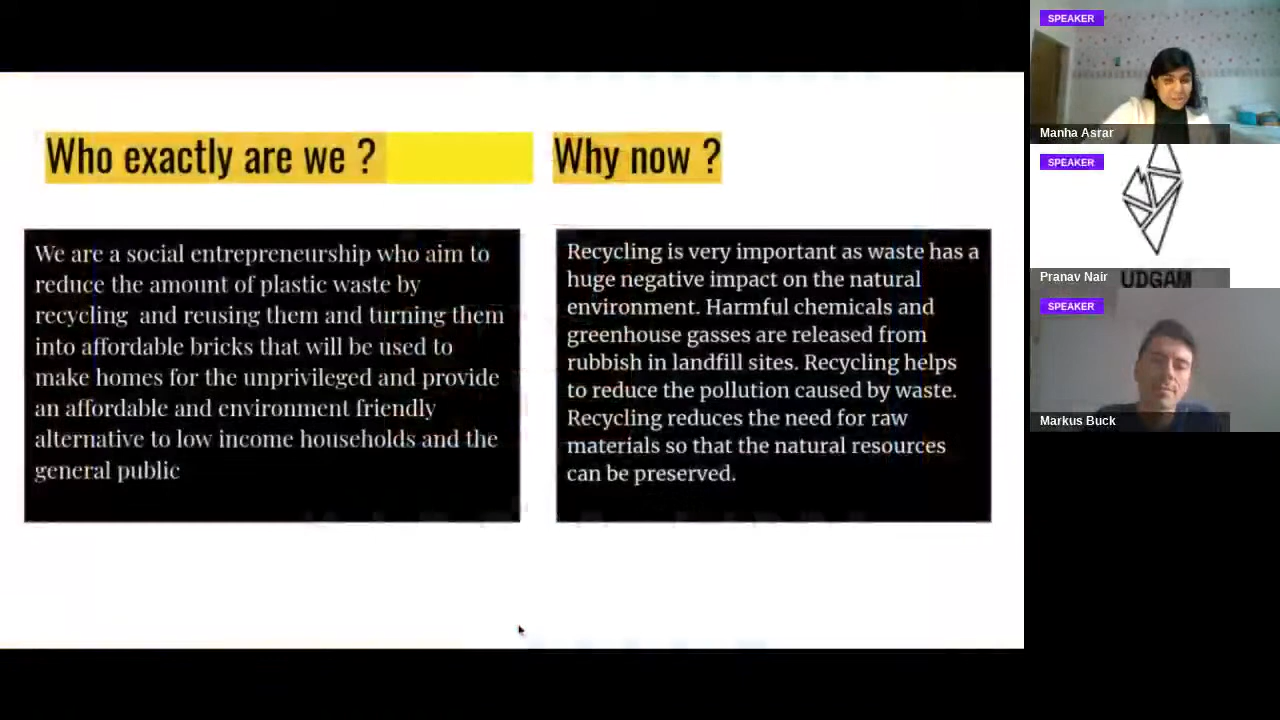 Who exactly are we ?
We are a social entrepreneurship who aim to
reduce the amount of plastic waste by
recycling  and reusing them and turning them
into affordable bricks that will be used to
make homes for the unprivileged and provide
an affordable and environment friendly
alternative to low income households and the
general public
Why now ?
Recycling is very important as waste has a
huge negative impact on the natural
environment. Harmful chemicals and
greenhouse gasses are released from
rubbish in landfill sites. Recycling helps
to reduce the pollution caused by waste.
Recycling reduces the need for raw
materials so that the natural resources
can be preserved.
SPEAKER
Manha Asrar
SPEAKER
Pranav Nair
UDGAM
SPEAKER
Markus Buck